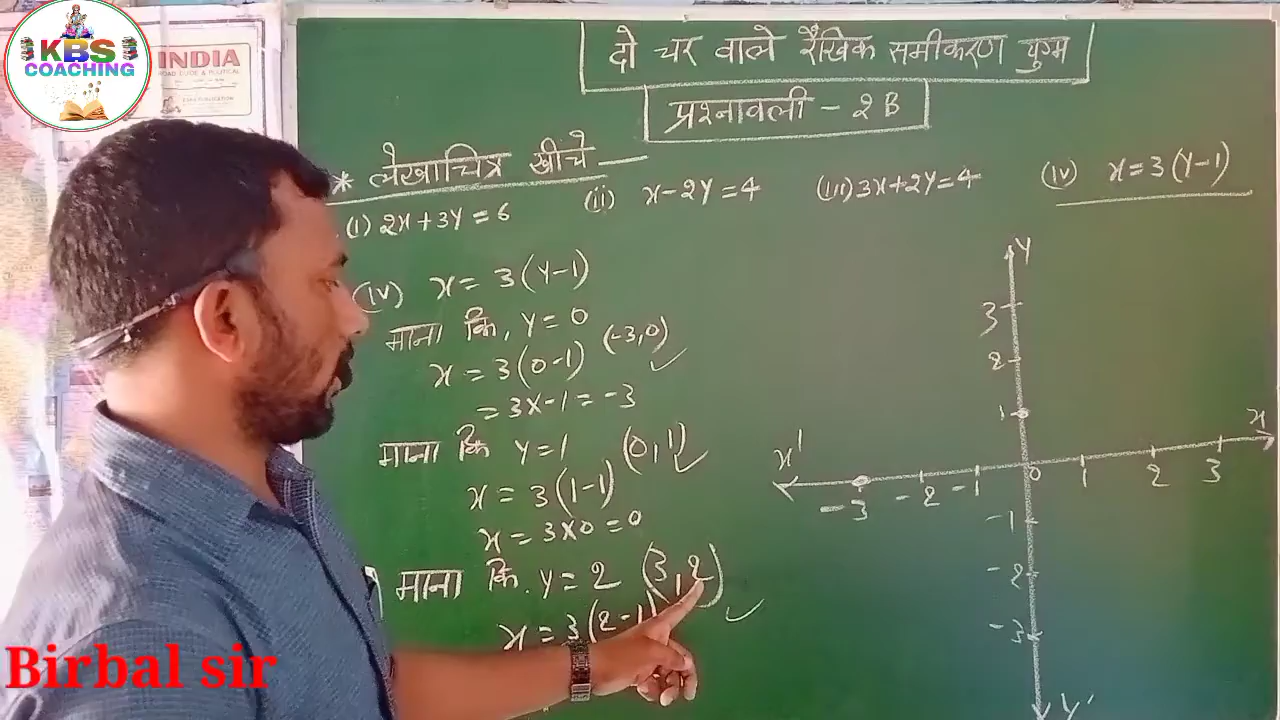 KBS
COACHING
INDIA
दो चर वाले रैखिक समीकरण युग्म
प्रश्नावली - 2B
* लेखाचित्र खींचे
(i) 2x+3y=6 (ii) x-2y=4 (iii) 3x+2y=4 (iv) x=3(y-1)
(iv) x = 3(y-1)
माना कि, y=0
x = 3(0-1) (-3,0) ✓
= 3x-1 = -3
माना कि y=1 (0,1) ✓
x = 3(1-1)
x = 3x0 = 0
माना कि. y = 2 (3,2) ✓
x = 3(2-1)
y
3
2
1
x' -3 -2 -1 0 1 2 3 x
-1
-2
-3
y'
Birbal sir